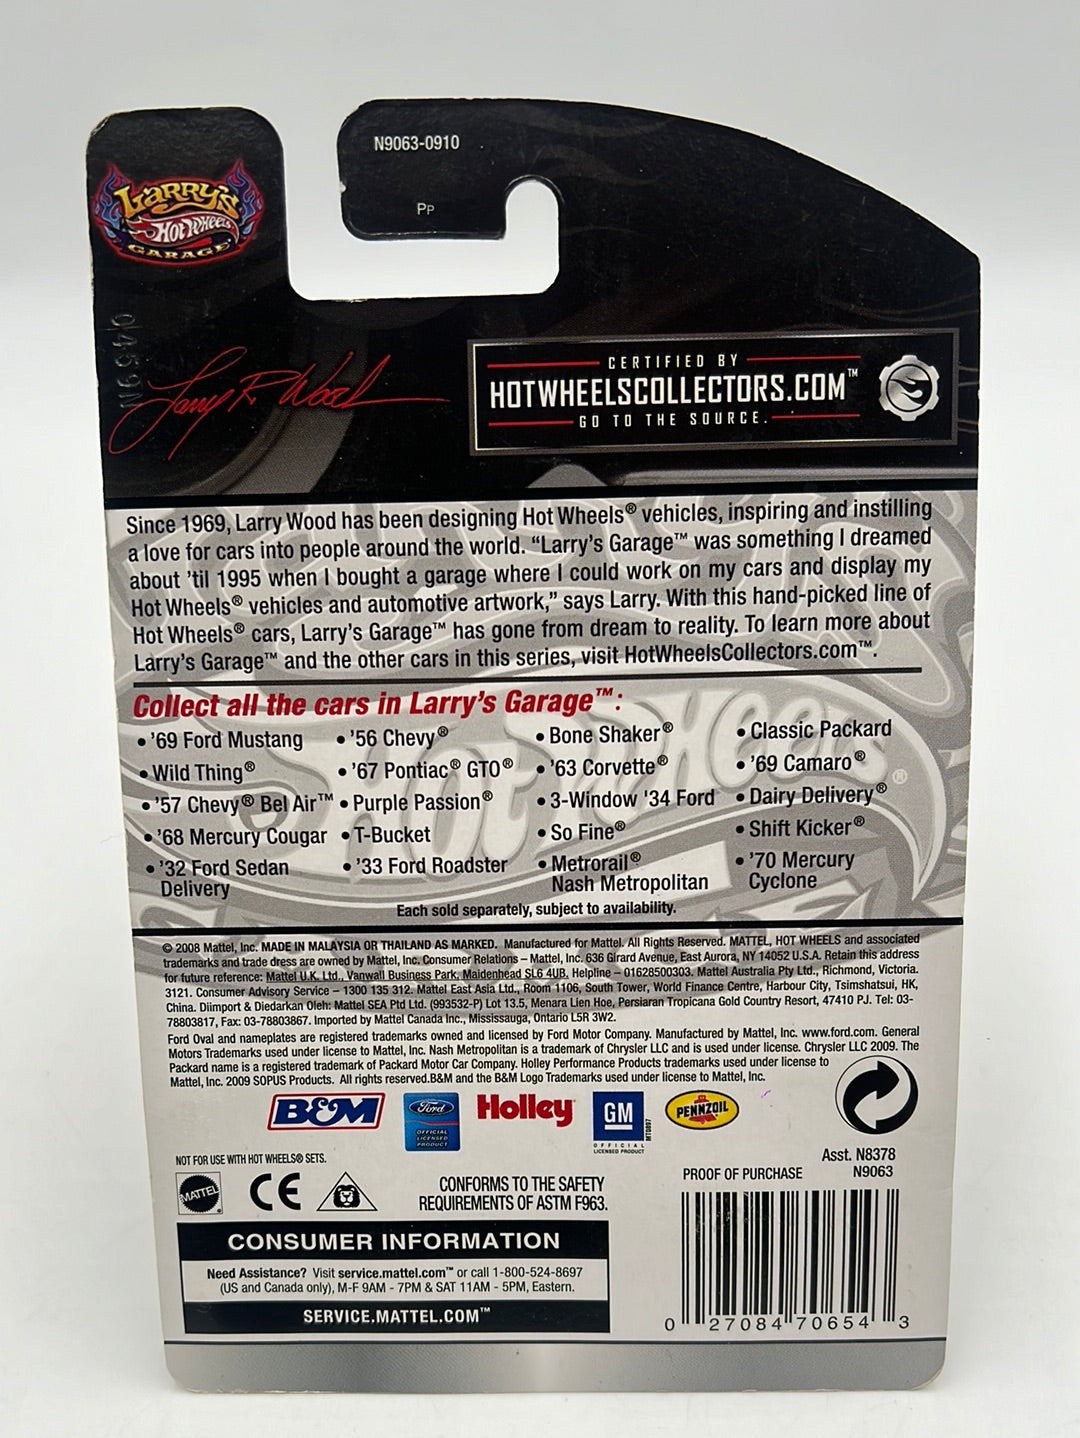 N9063-0910
PP
LARRY'S
Hot Wheels
GARAGE
0459N
Larry R. Wood
CERTIFIED BY
HOTWHEELSCOLLECTORS.COM™
GO TO THE SOURCE.
Since 1969, Larry Wood has been designing Hot Wheels® vehicles, inspiring and instilling
a love for cars into people around the world. “Larry’s Garage™ was something I dreamed
about ’til 1995 when I bought a garage where I could work on my cars and display my
Hot Wheels® vehicles and automotive artwork,” says Larry. With this hand-picked line of
Hot Wheels® cars, Larry’s Garage™ has gone from dream to reality. To learn more about
Larry’s Garage™ and the other cars in this series, visit HotWheelsCollectors.com™.
Collect all the cars in Larry’s Garage™:
• ’69 Ford Mustang
• Wild Thing®
• ’57 Chevy® Bel Air™
• ’68 Mercury Cougar
• ’32 Ford Sedan
Delivery
• ’56 Chevy®
• ’67 Pontiac® GTO®
• Purple Passion®
• T-Bucket
• ’33 Ford Roadster
• Bone Shaker®
• ’63 Corvette®
• 3-Window ’34 Ford
• So Fine®
• Metrorail®
Nash Metropolitan
• Classic Packard
• ’69 Camaro®
• Dairy Delivery®
• Shift Kicker®
• ’70 Mercury
Cyclone
Each sold separately, subject to availability.
© 2008 Mattel, Inc. MADE IN MALAYSIA OR THAILAND AS MARKED. Manufactured for Mattel. All Rights Reserved. MATTEL, HOT WHEELS and associated
trademarks and trade dress are owned by Mattel, Inc. Consumer Relations – Mattel, Inc. 636 Girard Avenue, East Aurora, NY 14052 U.S.A. Retain this address
for future reference: Mattel U.K. Ltd., Vanwall Business Park, Maidenhead SL6 4UB. Helpline – 01628500303. Mattel Australia Pty Ltd., Richmond, Victoria.
3121. Consumer Advisory Service – 1300 135 312. Mattel East Asia Ltd., Room 1106, South Tower, World Finance Centre, Harbour City, Tsimshatsui, HK,
China. Diimport & Diedarkan Oleh: Mattel SEA Ptd Ltd. (993532-P) Lot 13.5, Menara Lien Hoe, Persiaran Tropicana Gold Country Resort, 47410 PJ. Tel: 03-
78803817, Fax: 03-78803867. Imported by Mattel Canada Inc., Mississauga, Ontario L5R 3W2.
Ford Oval and nameplates are registered trademarks owned and licensed by Ford Motor Company. Manufactured by Mattel, Inc. www.ford.com. General
Motors Trademarks used under license to Mattel, Inc. Nash Metropolitan is a trademark of Chrysler LLC and is used under license. Chrysler LLC 2009. The
Packard name is a registered trademark of Packard Motor Car Company. Holley Performance Products trademarks used under license to
Mattel, Inc. 2009 SOPUS Products. All rights reserved.B&M and the B&M Logo Trademarks used under license to Mattel, Inc.
B&M
Ford
OFFICIAL
LICENSED
PRODUCT
Holley
GM
OFFICIAL
LICENSED PRODUCT
MT0897
PENNZOIL
NOT FOR USE WITH HOT WHEELS® SETS.
MATTEL
CE
CONFORMS TO THE SAFETY
REQUIREMENTS OF ASTM F963.
Asst. N8378
N9063
PROOF OF PURCHASE
CONSUMER INFORMATION
Need Assistance? Visit service.mattel.com™ or call 1-800-524-8697
(US and Canada only), M-F 9AM - 7PM & SAT 11AM - 5PM, Eastern.
SERVICE.MATTEL.COM™
0 27084 70654 3